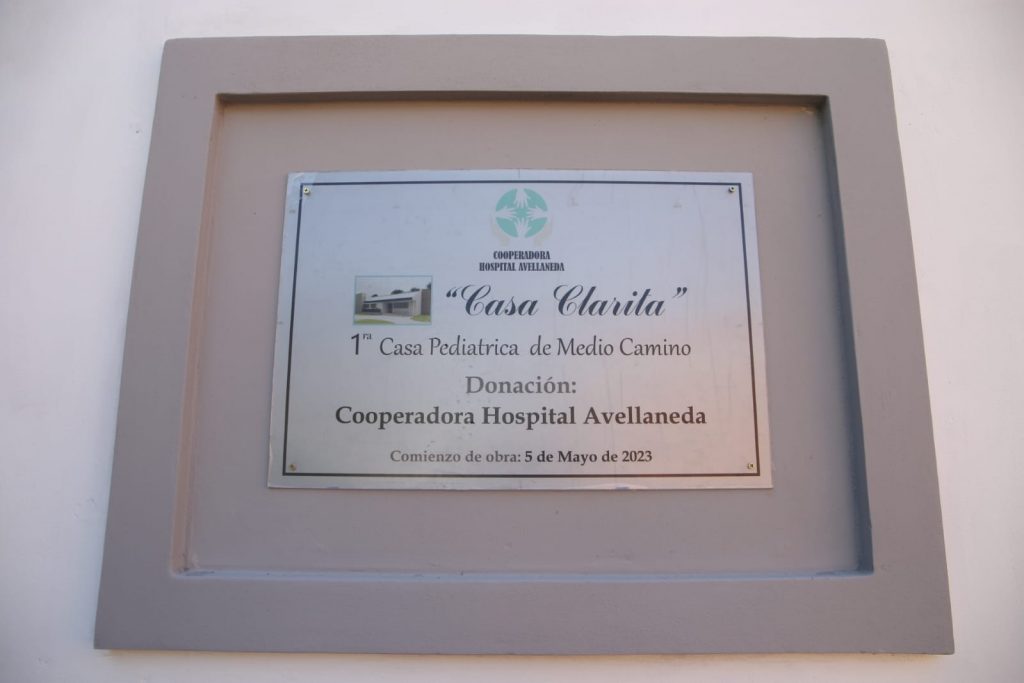 COOPERADORA
HOSPITAL AVELLANEDA
“Casa Clarita”
1ra Casa Pediatrica de Medio Camino
Donación:
Cooperadora Hospital Avellaneda
Comienzo de obra: 5 de Mayo de 2023